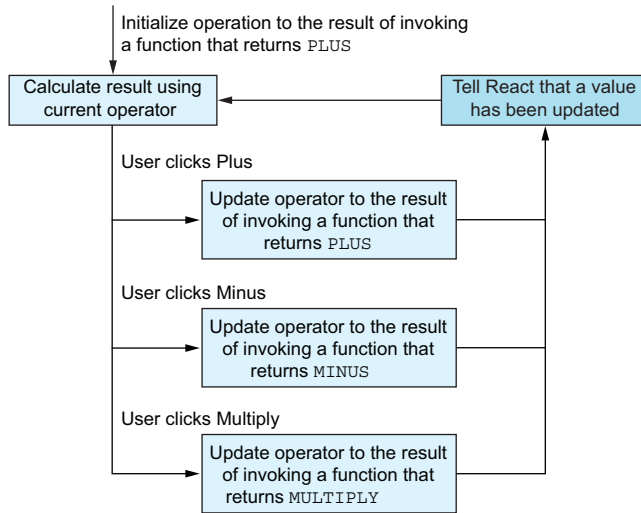 Initialize operation to the result of invoking
a function that returns PLUS
Calculate result using
current operator
Tell React that a value
has been updated
User clicks Plus
Update operator to the result
of invoking a function that
returns PLUS
User clicks Minus
Update operator to the result
of invoking a function that
returns MINUS
User clicks Multiply
Update operator to the result
of invoking a function that
returns MULTIPLY